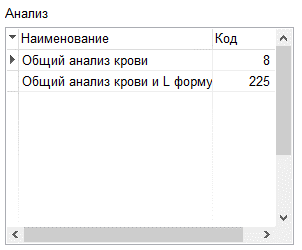 Анализ
Наименование Код
Общий анализ крови 8
Общий анализ крови и L форму 225